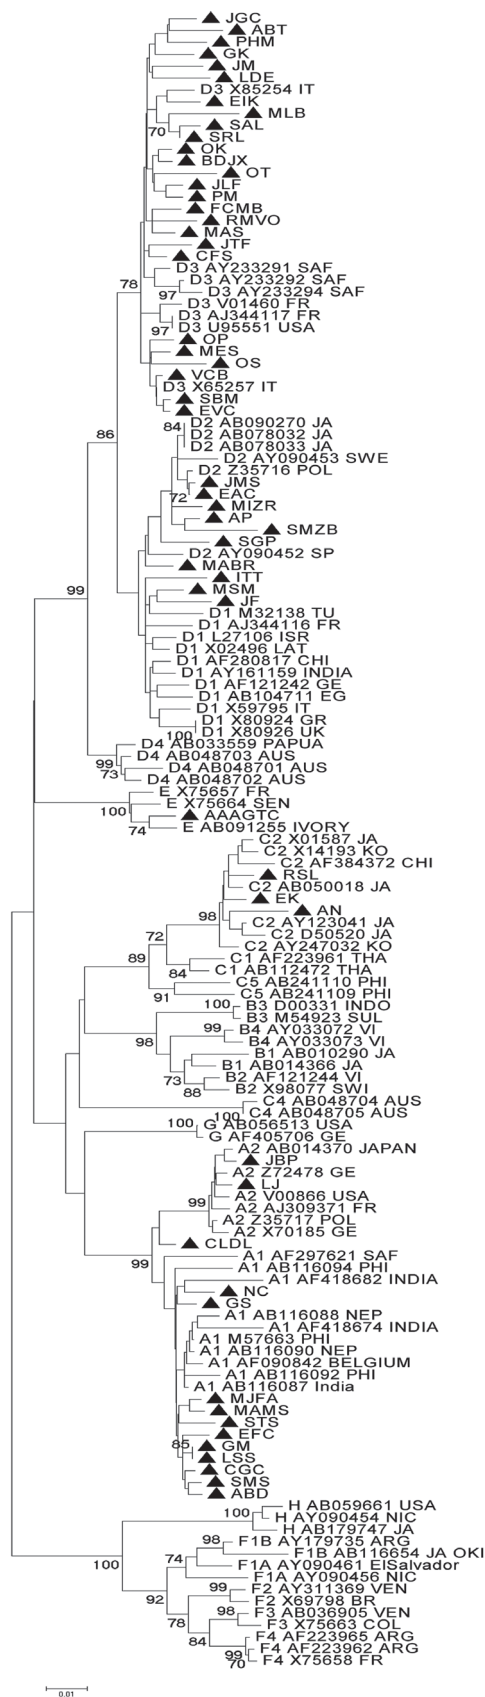 JGC
ABT
PHM
GK
JM
LDE
D3 X85254 IT
EIK
MLB
70
SAL
SRL
OK
BDJX
OT
JLF
PM
FCMB
RMVO
MAS
JTF
CFS
D3 AY233291 SAF
78
D3 AY233292 SAF
97
D3 AY233294 SAF
D3 V01460 FR
D3 AJ344117 FR
97
D3 U95551 USA
OP
MES
OS
VCB
D3 X65257 IT
SBM
EVC
84
D2 AB090270 JA
86
D2 AB078032 JA
D2 AB078033 JA
D2 AY090453 SWE
D2 Z35716 POL
JMS
72
EAC
MIZR
AP
SMZB
SGP
D2 AY090452 SP
MABR
ITT
99
MSM
JF
D1 M32138 TU
D1 AJ344116 FR
D1 L27106 ISR
D1 X02496 LAT
D1 AF280817 CHI
D1 AY161159 INDIA
D1 AF121242 GE
D1 AB104711 EG
D1 X59795 IT
D1 X80924 GR
100
D1 X80926 UK
D4 AB033559 PAPUA
D4 AB048703 AUS
99
D4 AB048701 AUS
73
D4 AB048702 AUS
E X75657 FR
E X75664 SEN
100
AAAGTC
74
E AB091255 IVORY
C2 X01587 JA
C2 X14193 KO
C2 AF384372 CHI
RSL
C2 AB050018 JA
EK
AN
98
C2 AY123041 JA
C2 D50520 JA
72
C2 AY247032 KO
C1 AF223961 THA
89
84
C1 AB112472 THA
C5 AB241110 PHI
91
C5 AB241109 PHI
100
B3 D00331 INDO
B3 M54923 SUL
99
B4 AY033072 VI
98
B4 AY033073 VI
B1 AB010290 JA
B1 AB014366 JA
73
B2 AF121244 VI
88
B2 X98077 SWI
C4 AB048704 AUS
100
C4 AB048705 AUS
100
G AB056513 USA
G AF405706 GE
A2 AB014370 JAPAN
JBP
A2 Z72478 GE
LJ
99
A2 V00866 USA
A2 AJ309371 FR
A2 Z35717 POL
A2 X70185 GE
CLDL
99
A1 AF297621 SAF
A1 AB116094 PHI
A1 AF418682 INDIA
NC
GS
A1 AB116088 NEP
A1 AF418674 INDIA
A1 M57663 PHI
A1 AB116090 NEP
A1 AF090842 BELGIUM
A1 AB116092 PHI
A1 AB116087 India
MJFA
MAMS
STS
EFC
85
GM
LSS
CGC
SMS
ABD
H AB059661 USA
100
H AY090454 NIC
H AB179747 JA
98
F1B AY179735 ARG
F1B AB116654 JA OKI
74
F1A AY090461 ElSalvador
100
F1A AY090456 NIC
99
F2 AY311369 VEN
92
F2 X69798 BR
98
F3 AB036905 VEN
78
F3 X75663 COL
84
F4 AF223965 ARG
99
F4 AF223962 ARG
70
F4 X75658 FR
0.01